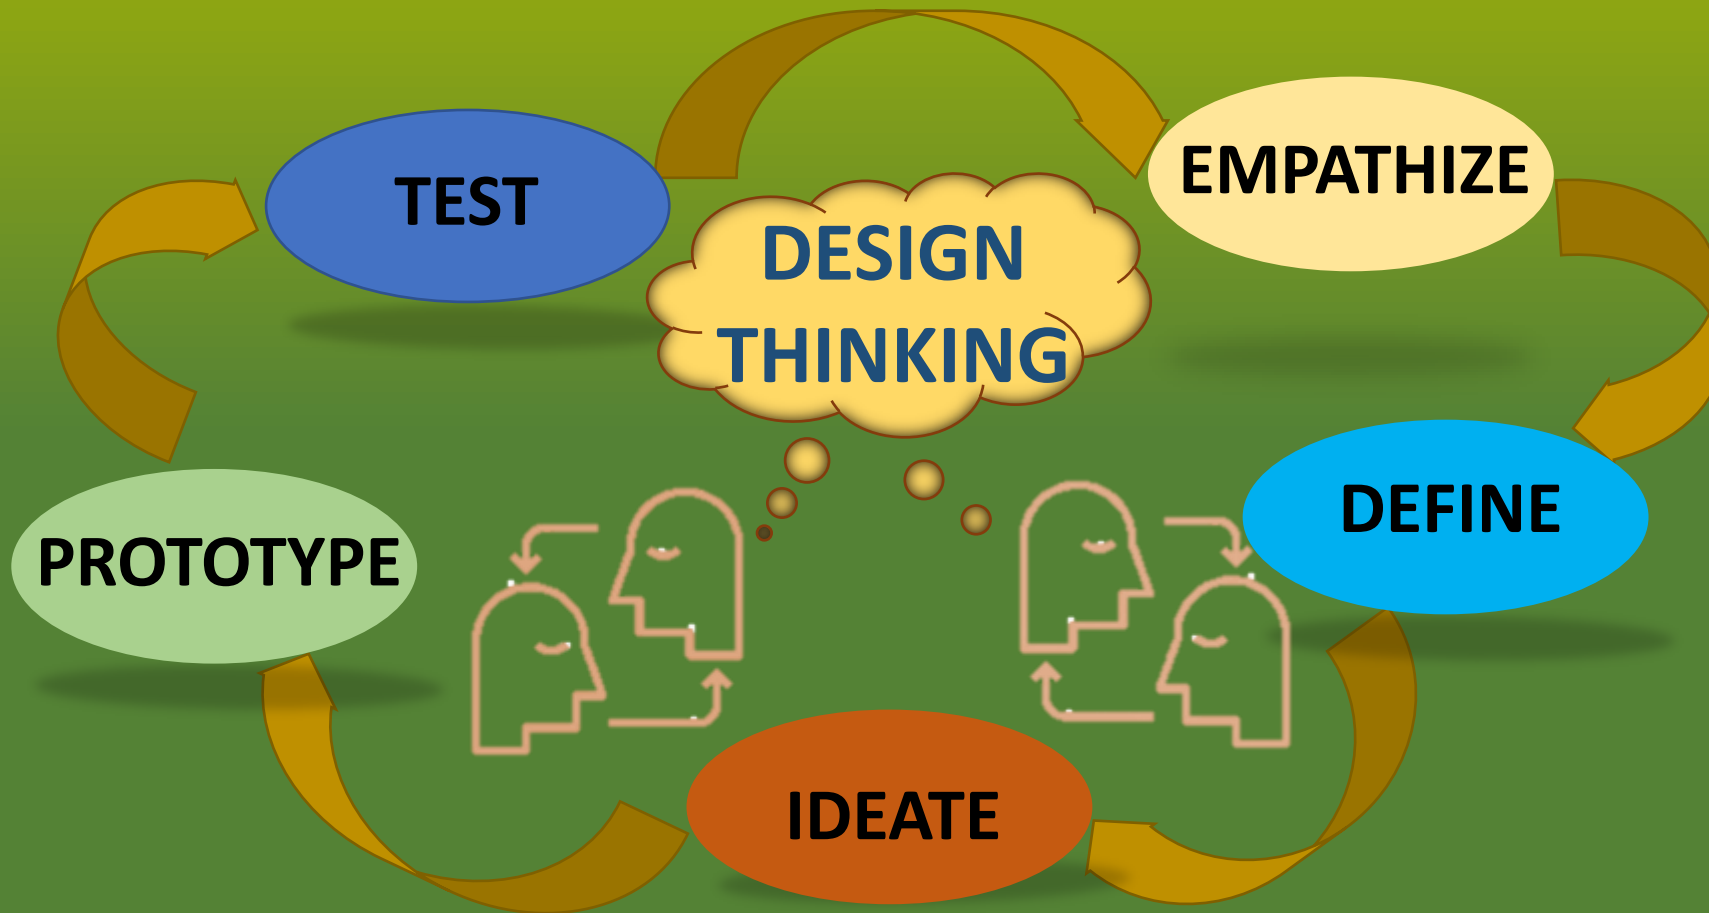 TEST
EMPATHIZE
DESIGN
THINKING
DEFINE
PROTOTYPE
IDEATE